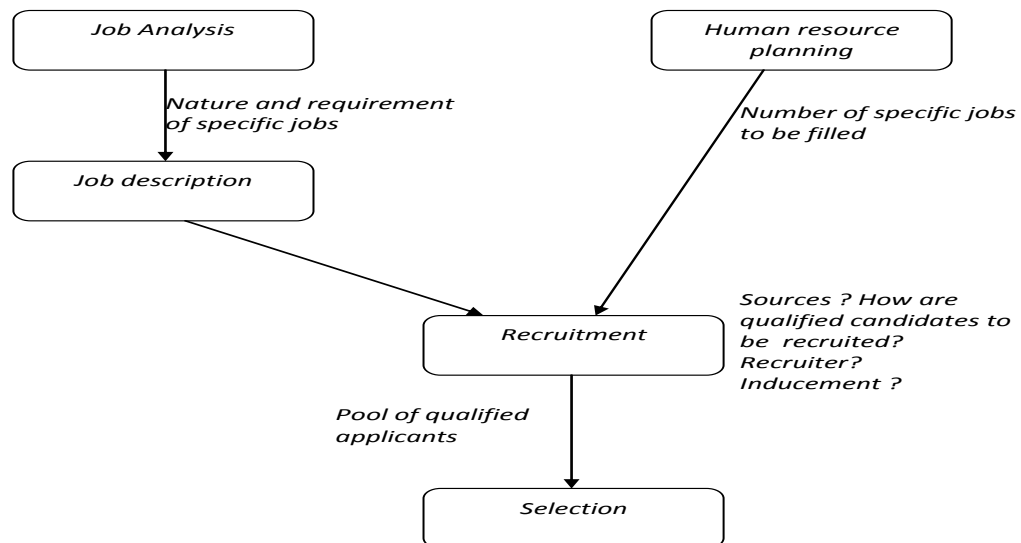 Job Analysis
Human resource
planning
Nature and requirement
of specific jobs
Number of specific jobs
to be filled
Job description
Sources ? How are
qualified candidates to
be recruited?
Recruiter?
Inducement ?
Recruitment
Pool of qualified
applicants
Selection